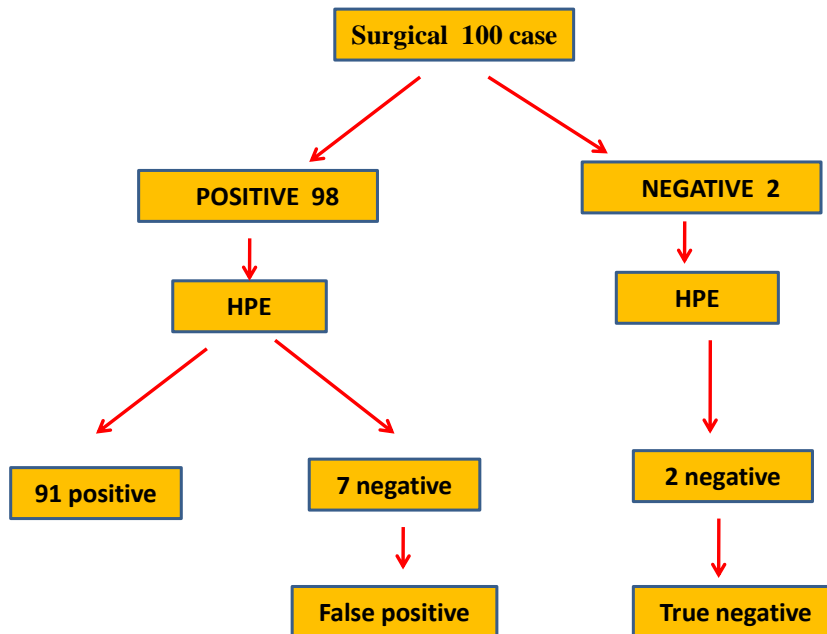 Surgical 100 case
POSITIVE 98
NEGATIVE 2
HPE
HPE
91 positive
7 negative
2 negative
False positive
True negative